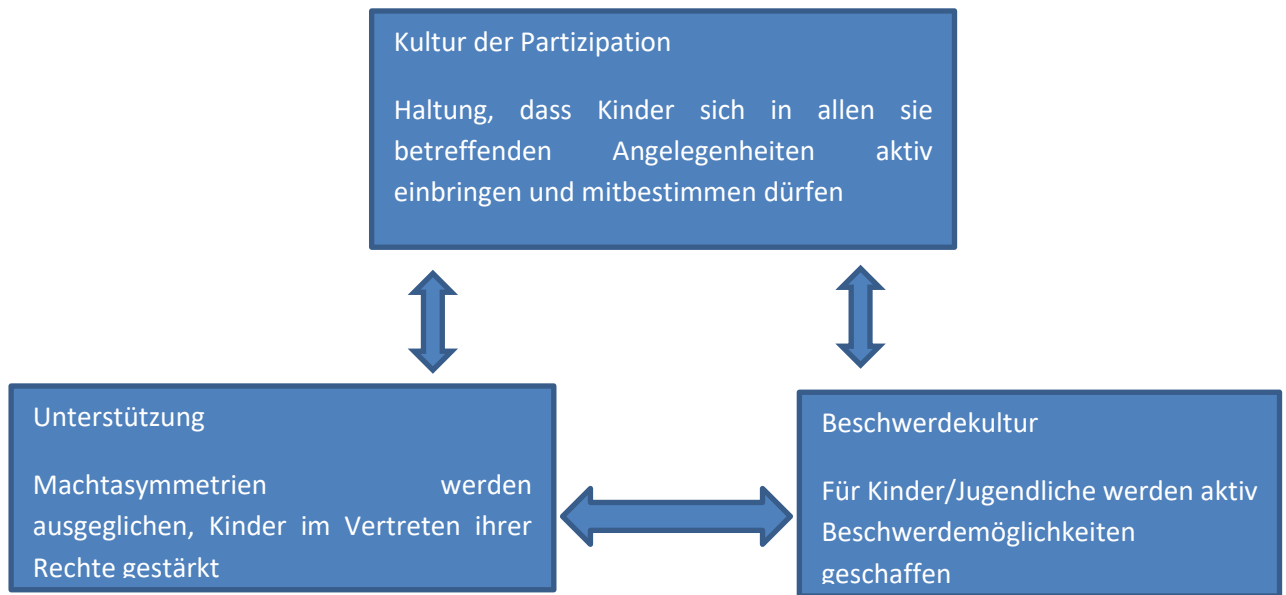 Kultur der Partizipation
Haltung, dass Kinder sich in allen sie
betreffenden Angelegenheiten aktiv
einbringen und mitbestimmen dürfen
Unterstützung
Machtasymmetrien werden
ausgeglichen, Kinder im Vertreten ihrer
Rechte gestärkt
Beschwerdekultur
Für Kinder/Jugendliche werden aktiv
Beschwerdemöglichkeiten
geschaffen